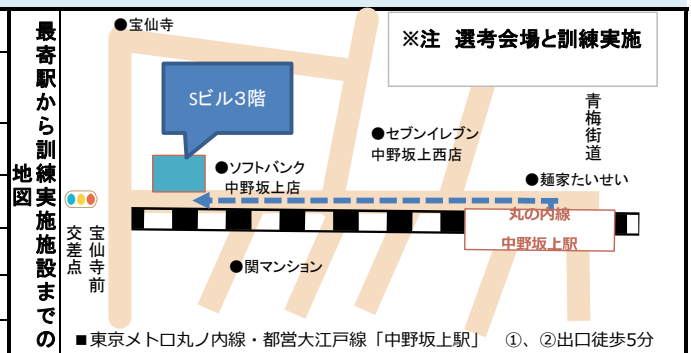 最寄駅から訓練実施施設までの
地図
●宝仙寺
※注 選考会場と訓練実施
Sビル3階
青梅街道
●セブンイレブン
中野坂上西店
●ソフトバンク
中野坂上店
●麺家たいせい
丸の内線
中野坂上駅
宝仙寺前
交差点
●関マンション
■東京メトロ丸ノ内線・都営大江戸線「中野坂上駅」 ①、②出口徒歩5分